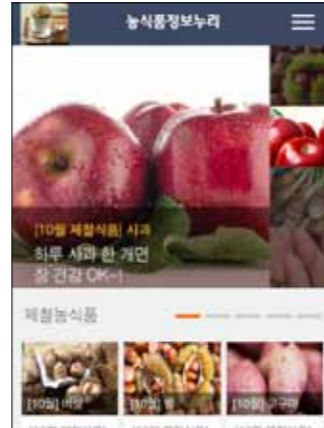 농식품정보누리
[10월 제철식품] 사과
하루 사과 한 개면
장 건강 OK~!
제철농식품
[10월] 버섯
[10월] 밤
[10월] 고구마